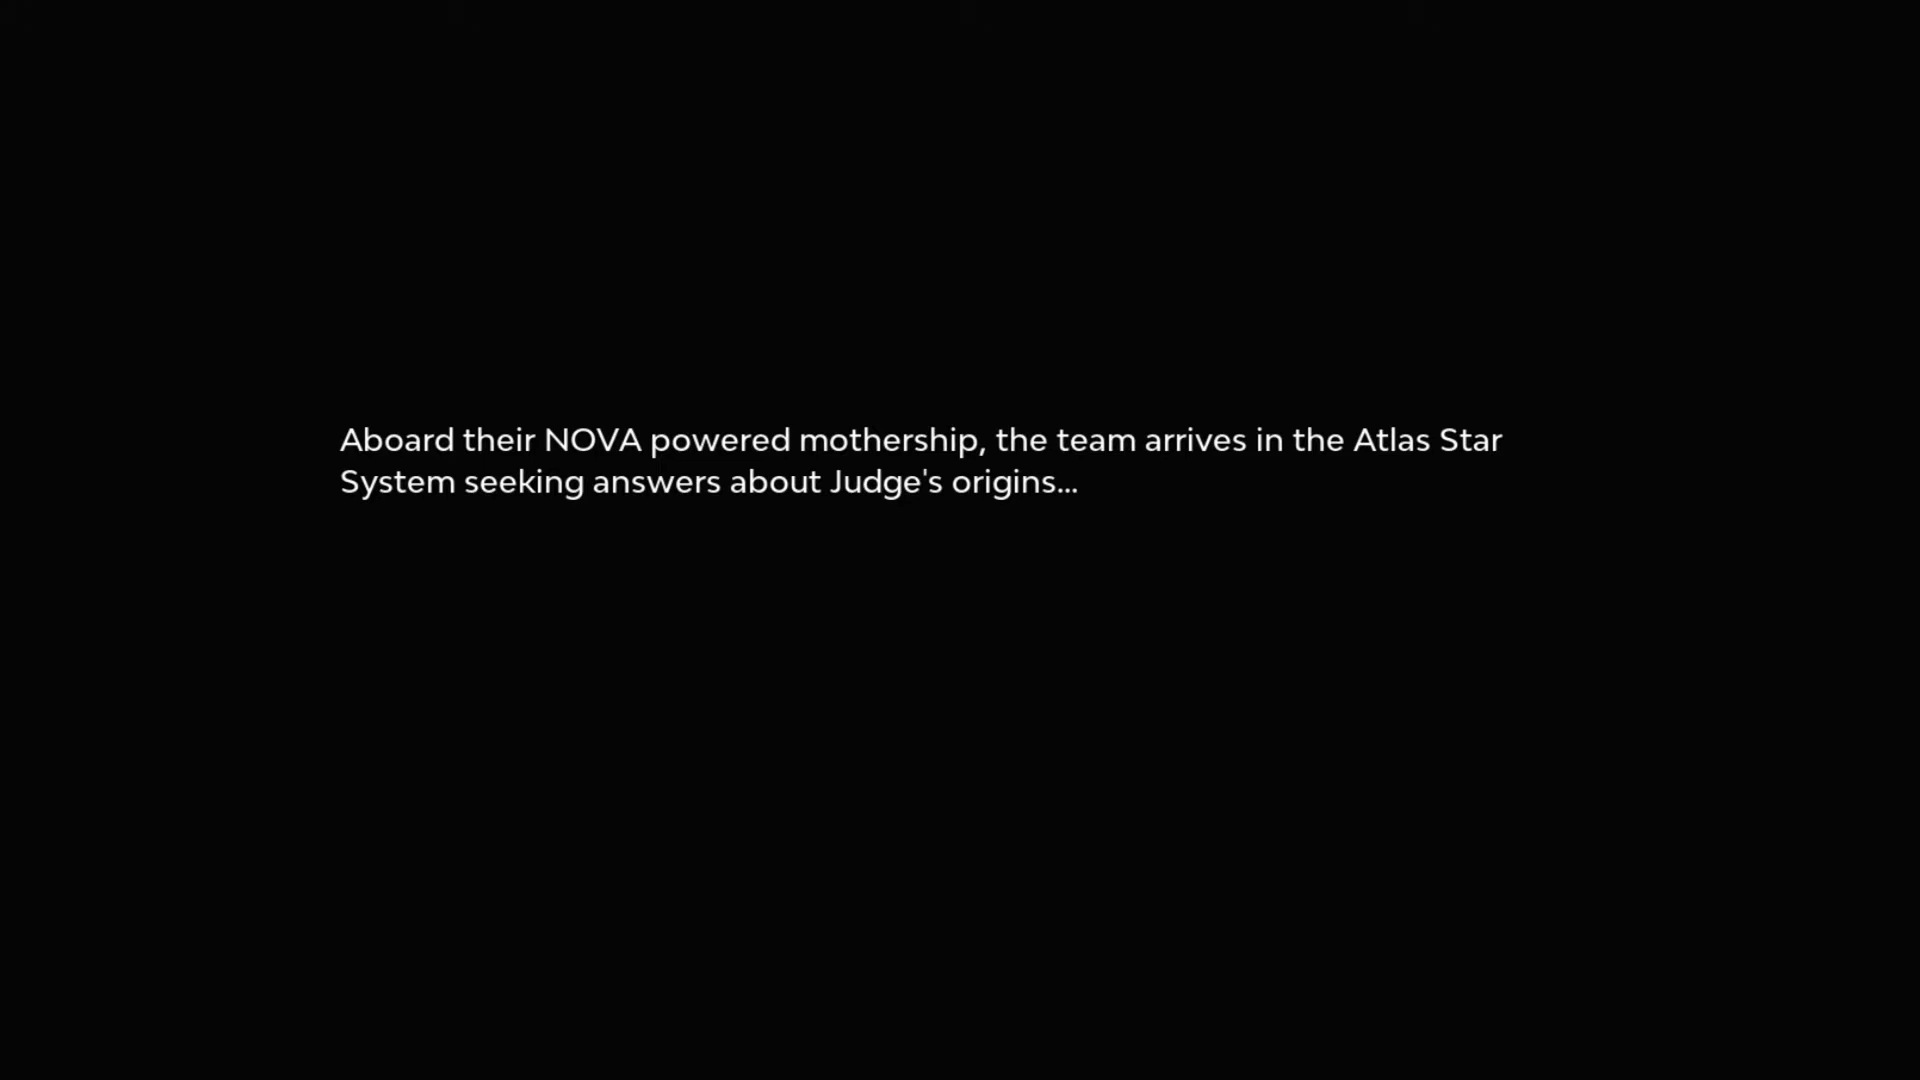 Aboard their NOVA powered mothership, the team arrives in the Atlas Star
System seeking answers about Judge's origins...